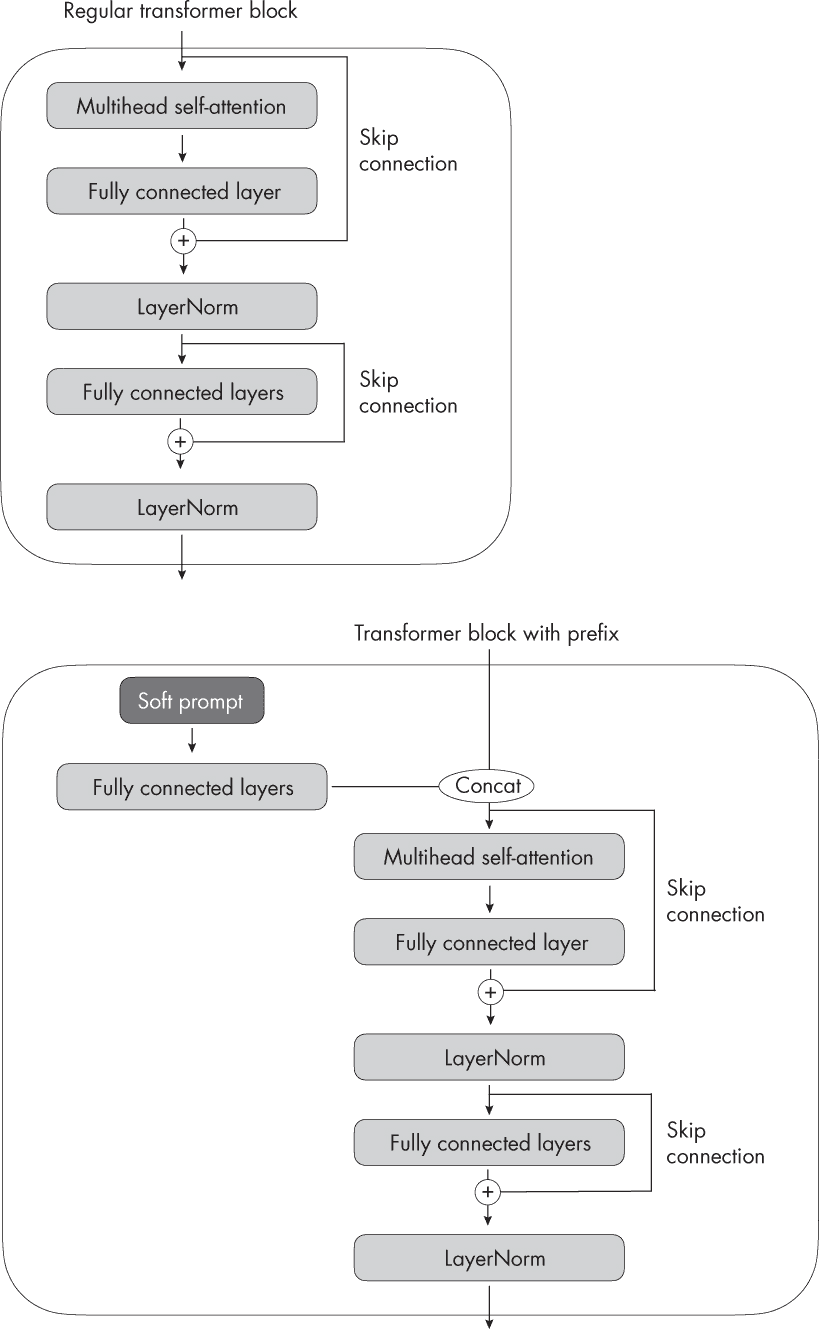 Regular transformer block
Multihead self-attention
Skip
connection
Fully connected layer
+
LayerNorm
Fully connected layers
Skip
connection
+
LayerNorm
Transformer block with prefix
Soft prompt
Fully connected layers
Concat
Multihead self-attention
Skip
connection
Fully connected layer
+
LayerNorm
Fully connected layers
Skip
connection
+
LayerNorm